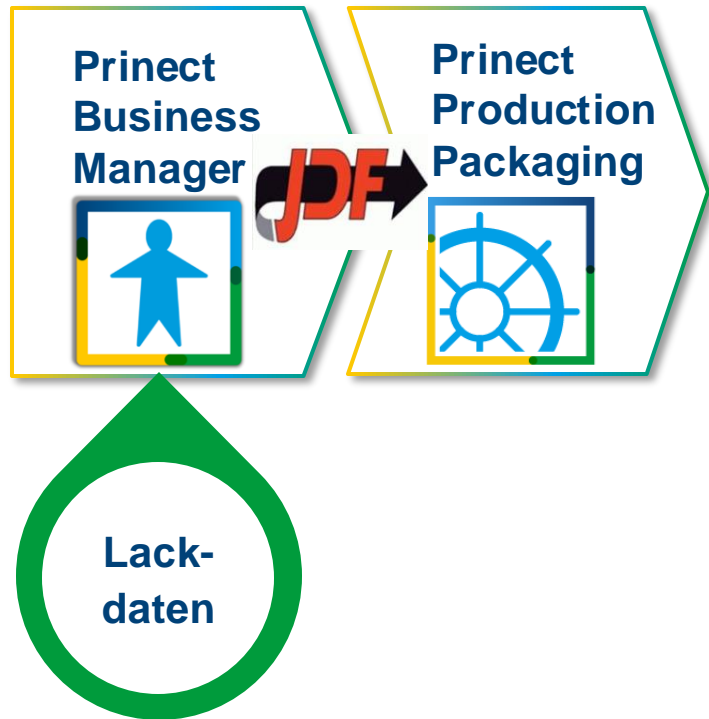 Prinect
Business
Manager
JDF
Prinect
Production
Packaging
Lack-
daten